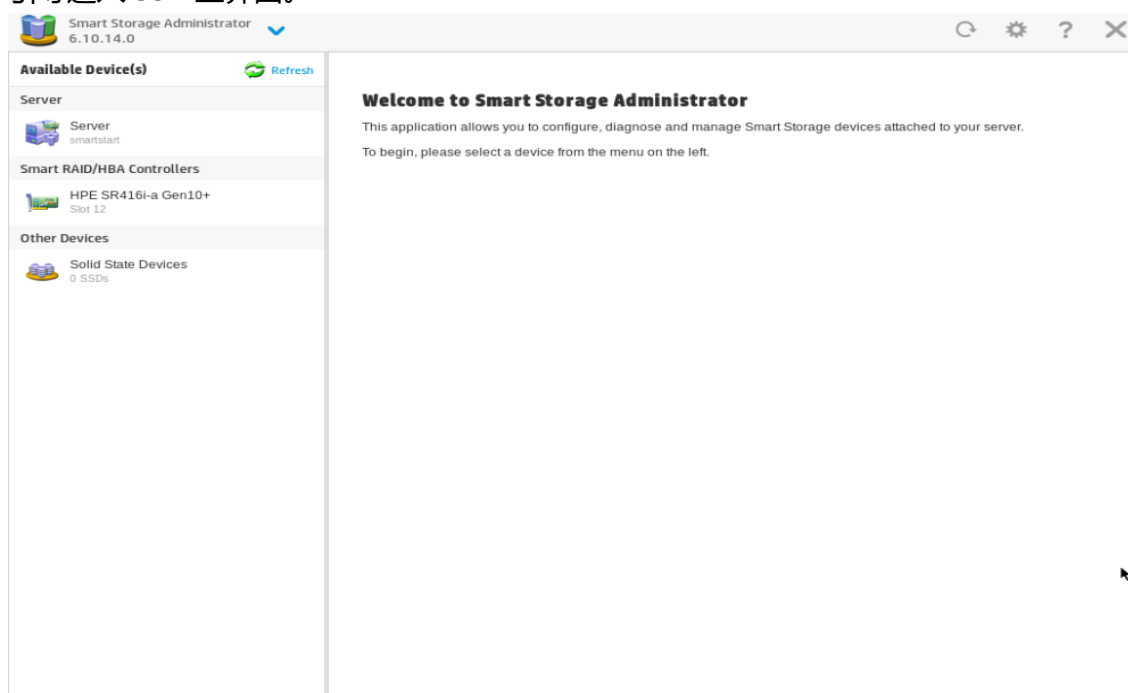 Smart Storage Administrator
6.10.14.0
Available Device(s)
Refresh
Server
Server
smartstart
Smart RAID/HBA Controllers
HPE SR416i-a Gen10+
Slot 12
Other Devices
Solid State Devices
0 SSDs
Welcome to Smart Storage Administrator
This application allows you to configure, diagnose and manage Smart Storage devices attached to your server.
To begin, please select a device from the menu on the left.